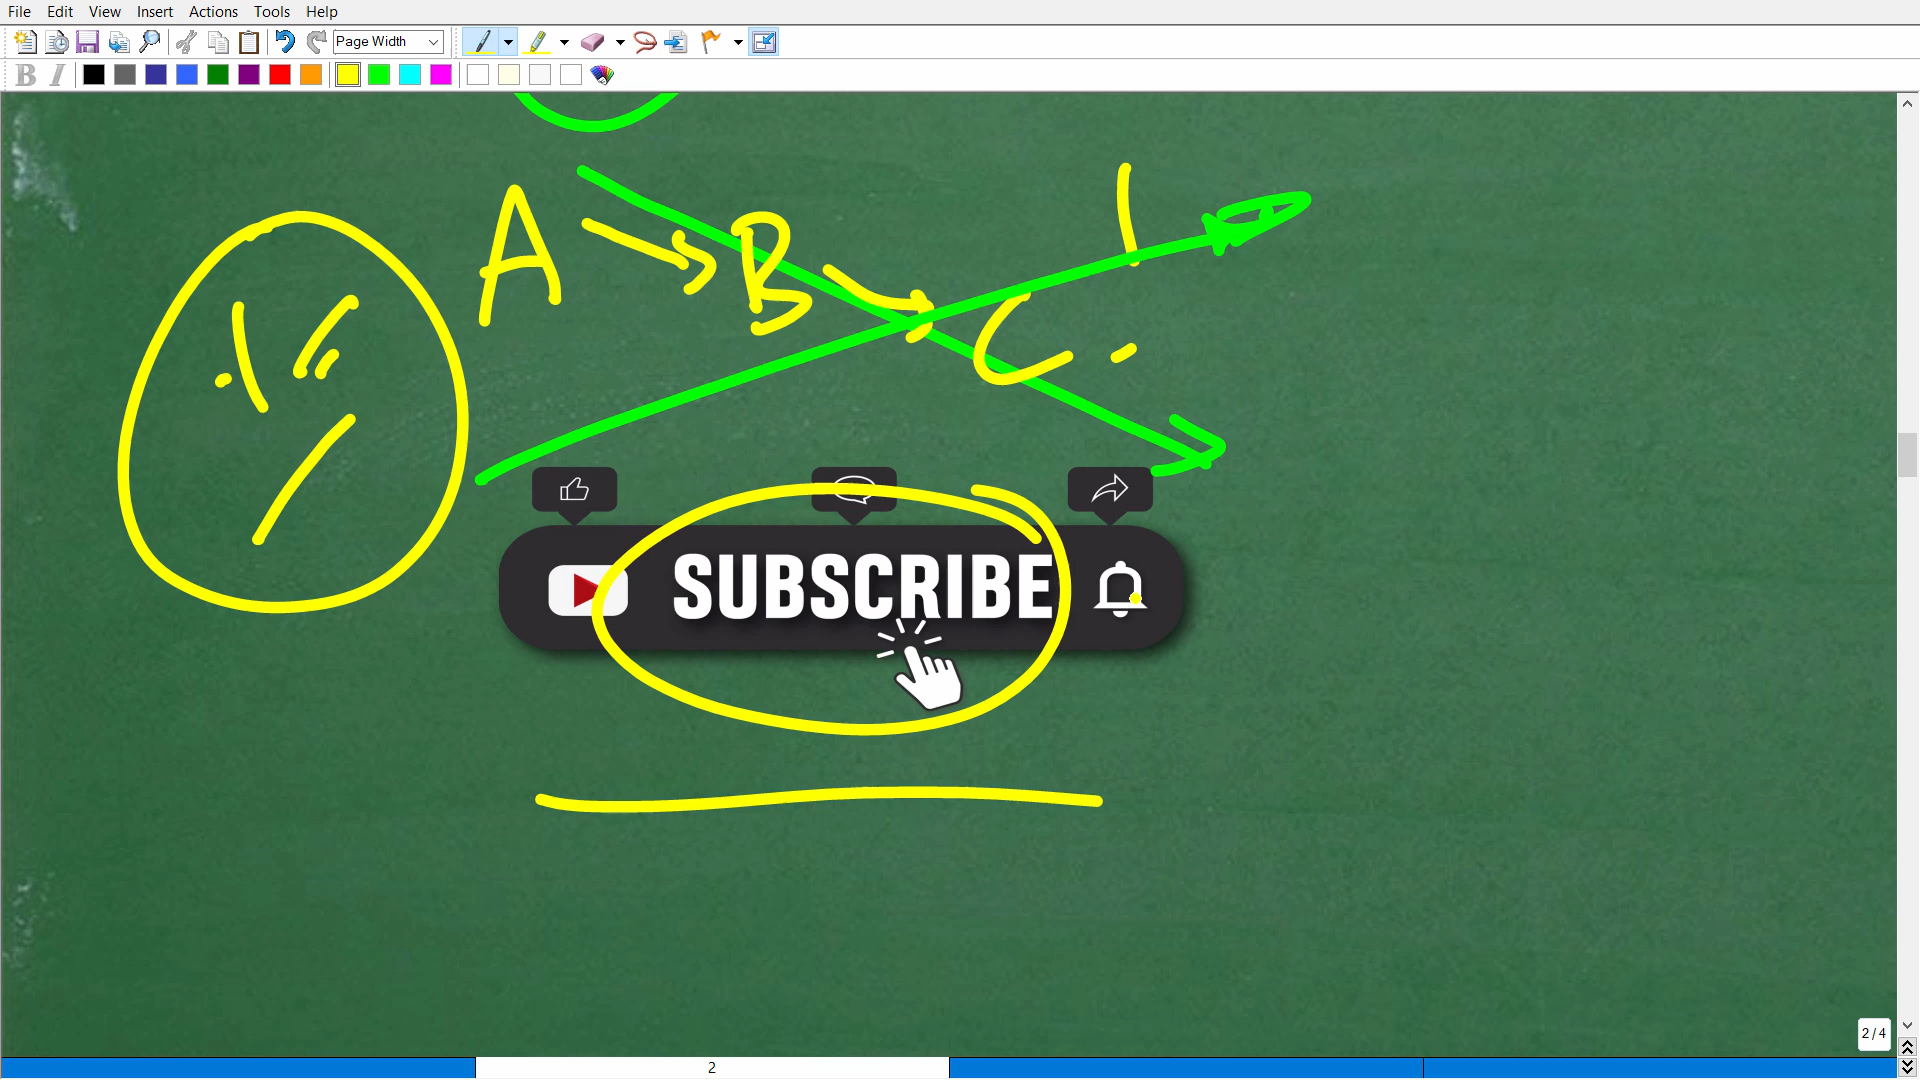 File Edit View Insert Actions Tools Help
Page Width
B I
A → B → C.
SUBSCRIBE
2 / 4
2